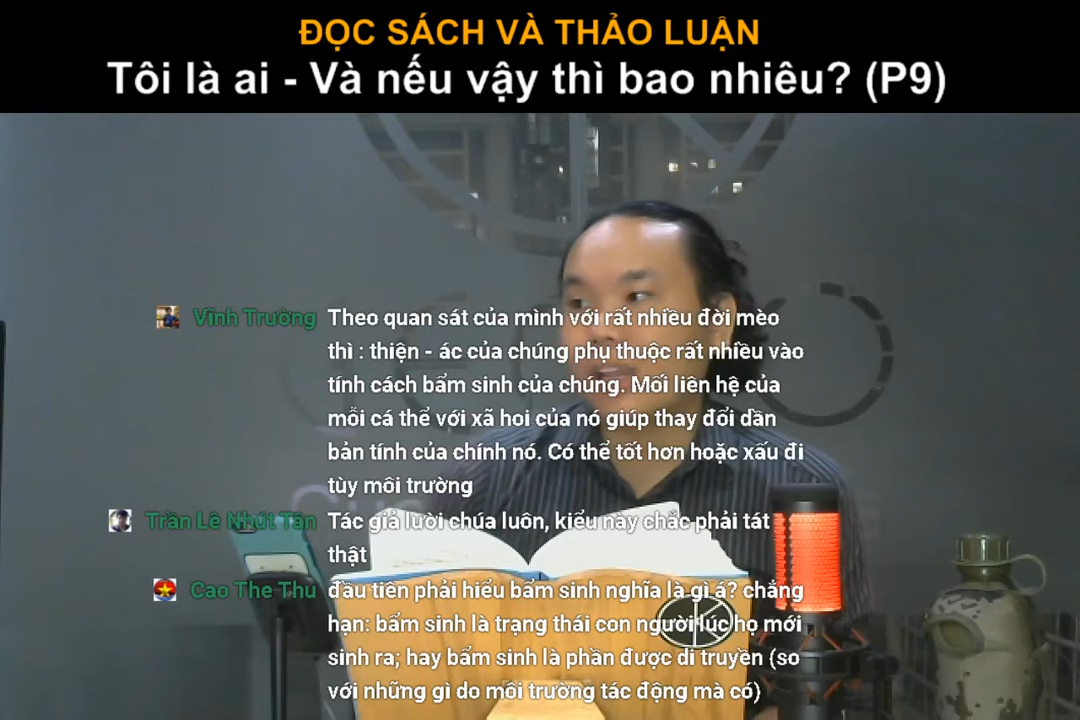 ĐỌC SÁCH VÀ THẢO LUẬN
Tôi là ai - Và nếu vậy thì bao nhiêu? (P9)
Vĩnh Trường Theo quan sát của mình với rất nhiều đời mèo
thì : thiện - ác của chúng phụ thuộc rất nhiều vào
tính cách bẩm sinh của chúng. Mối liên hệ của
mỗi cá thể với xã hoi của nó giúp thay đổi dần
bản tính của chính nó. Có thể tốt hơn hoặc xấu đi
tùy môi trường
Trần Lê Nhứt Tân Tác giả lười chúa luôn, kiểu này chắc phải tát
thật
Cao The Thu đầu tiên phải hiểu bẩm sinh nghĩa là gì á? chẳng
hạn: bẩm sinh là trạng thái con người lúc họ mới
sinh ra; hay bẩm sinh là phần được di truyền (so
với những gì do môi trường tác động mà có)